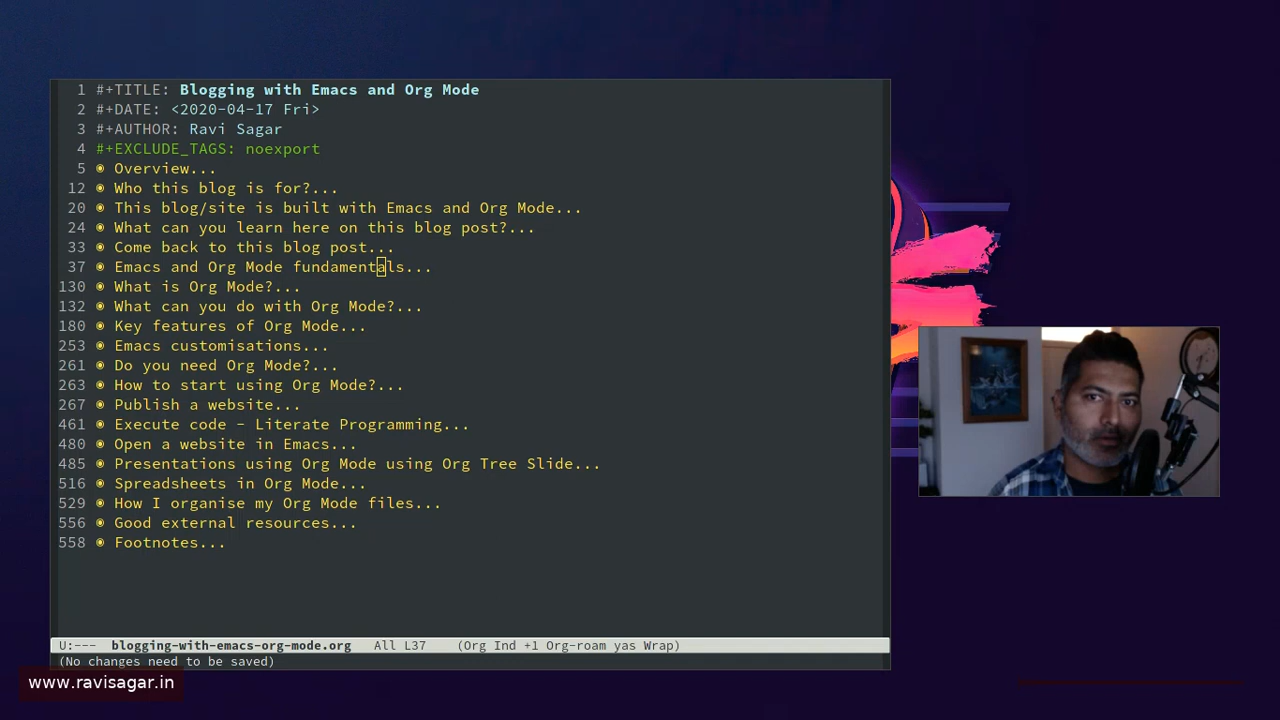 1 #+TITLE: Blogging with Emacs and Org Mode
2 #+DATE: <2020-04-17 Fri>
3 #+AUTHOR: Ravi Sagar
4 #+EXCLUDE_TAGS: noexport
5 ◉ Overview...
12 ◉ Who this blog is for?...
20 ◉ This blog/site is built with Emacs and Org Mode...
24 ◉ What can you learn here on this blog post?...
33 ◉ Come back to this blog post...
37 ◉ Emacs and Org Mode fundamentals...
130 ◉ What is Org Mode?...
132 ◉ What can you do with Org Mode?...
180 ◉ Key features of Org Mode...
253 ◉ Emacs customisations...
261 ◉ Do you need Org Mode?...
263 ◉ How to start using Org Mode?...
267 ◉ Publish a website...
461 ◉ Execute code - Literate Programming...
480 ◉ Open a website in Emacs...
485 ◉ Presentations using Org Mode using Org Tree Slide...
516 ◉ Spreadsheets in Org Mode...
529 ◉ How I organise my Org Mode files...
556 ◉ Good external resources...
558 ◉ Footnotes...
U:--- blogging-with-emacs-org-mode.org All L37 (Org Ind +1 Org-roam yas Wrap)
(No changes need to be saved)
www.ravisagar.in